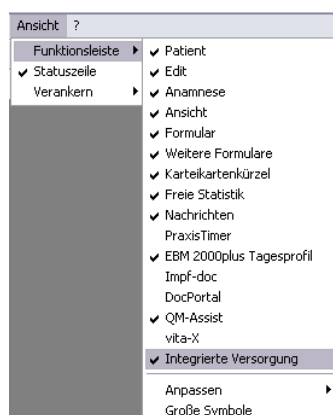 Ansicht ?
Funktionsleiste
Statuszeile
Verankern
Patient
Edit
Anamnese
Ansicht
Formular
Weitere Formulare
Karteikartenkürzel
Freie Statistik
Nachrichten
PraxisTimer
EBM 2000plus Tagesprofil
Impf-doc
DocPortal
QM-Assist
vita-X
Integrierte Versorgung
Anpassen
Große Symbole